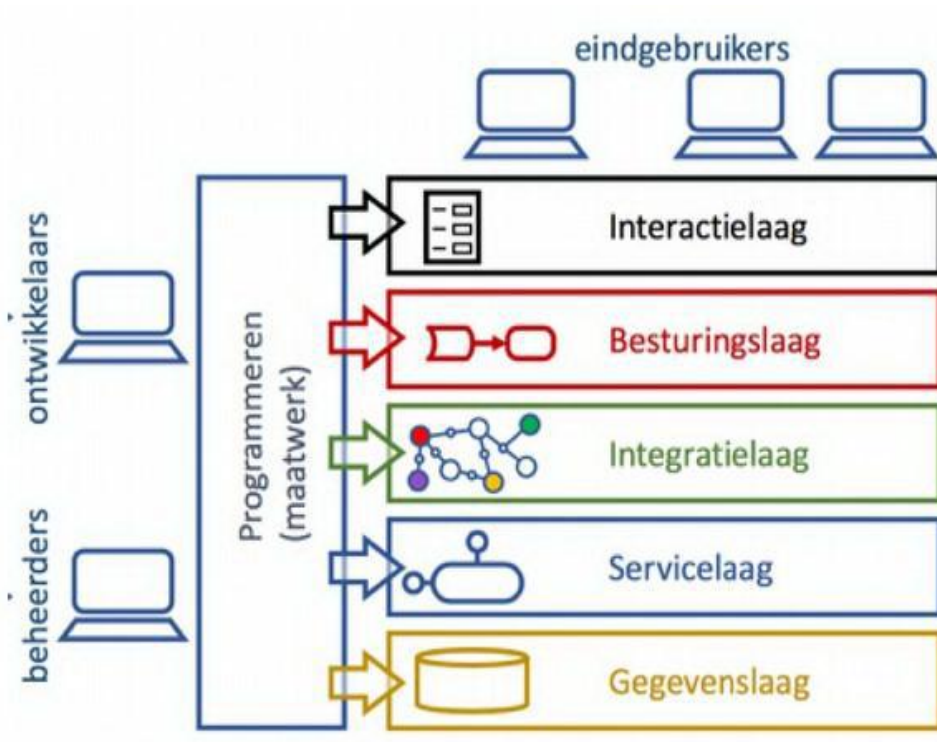 eindgebruikers
ontwikkelaars
beheerders
Programmeren
(maatwerk)
Interactielaag
Besturingslaag
Integratielaag
Servicelaag
Gegevenslaag